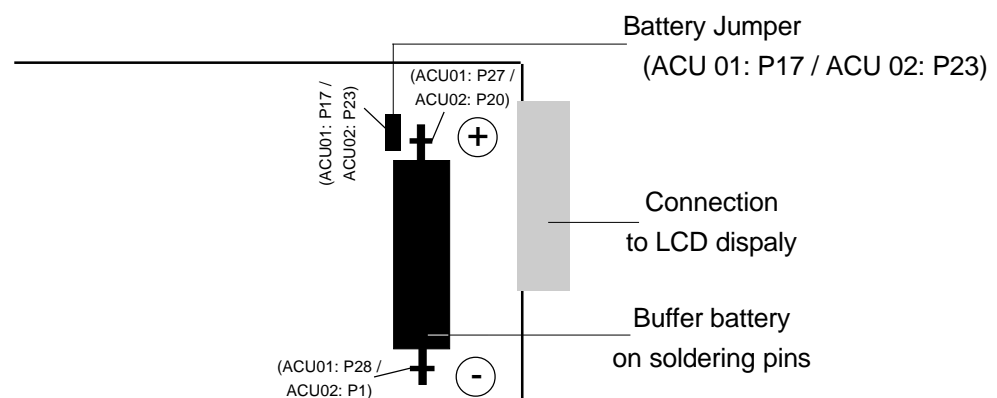 Battery Jumper
(ACU 01: P17 / ACU 02: P23)
(ACU01: P27 /
ACU02: P20)
(ACU01: P17 /
ACU02: P23)
+
Connection
to LCD dispaly
Buffer battery
on soldering pins
(ACU01: P28 /
ACU02: P1)
-